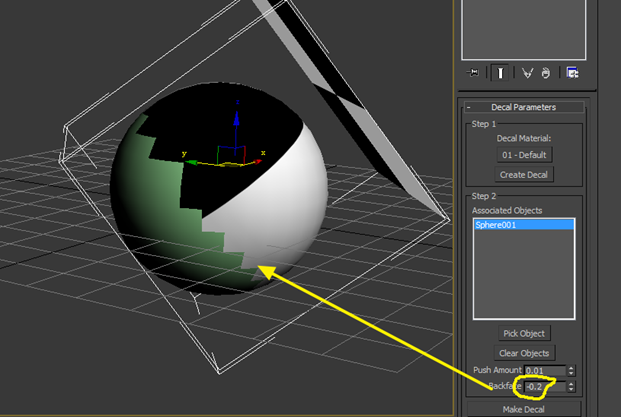 Decal Parameters
Step 1
Decal Material:
01 - Default
Create Decal
Step 2
Associated Objects
Sphere001
Pick Object
Clear Objects
Push Amount 0.01
Backface -0.2
Make Decal
z
y
x